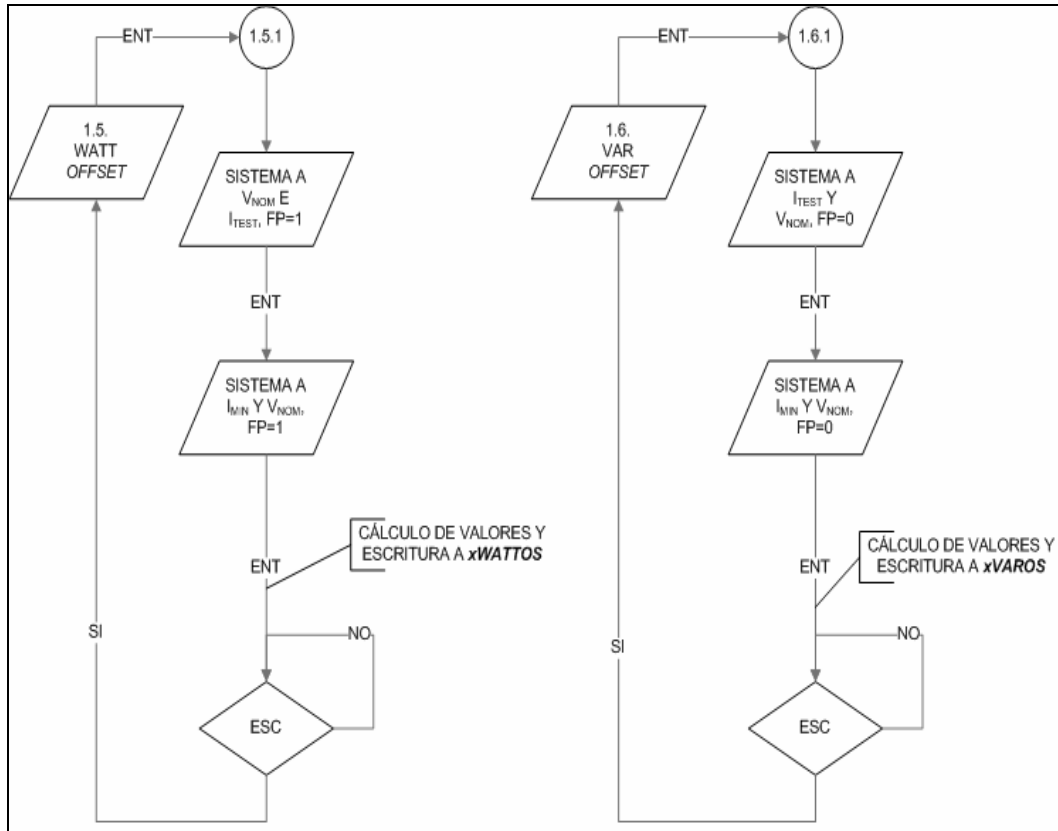 ENT
1.5.1
1.5.
WATT
OFFSET
SISTEMA A
VNOM E
ITEST, FP=1
ENT
SISTEMA A
IMIN Y VNOM,
FP=1
CÁLCULO DE VALORES Y
ESCRITURA A xWATTOS
ENT
SI
NO
ESC
ENT
1.6.1
1.6.
VAR
OFFSET
SISTEMA A
ITEST Y
VNOM, FP=0
ENT
SISTEMA A
IMIN Y VNOM,
FP=0
CÁLCULO DE VALORES Y
ESCRITURA A xVAROS
ENT
SI
NO
ESC